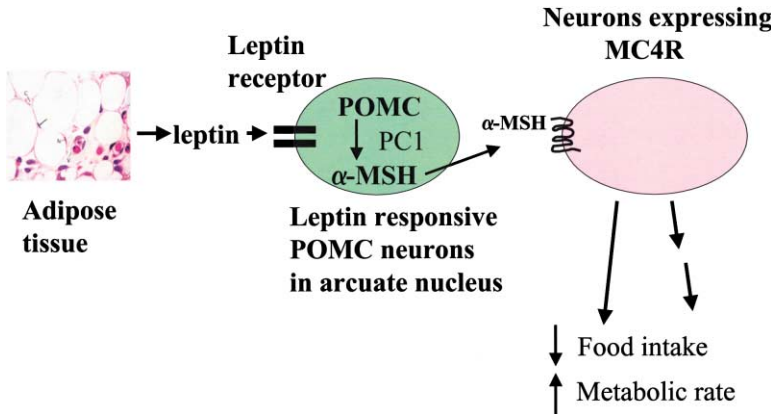 Adipose
tissue
leptin
Leptin
receptor
POMC
PC1
α-MSH
Leptin responsive
POMC neurons
in arcuate nucleus
Neurons expressing
MC4R
α-MSH
Food intake
Metabolic rate